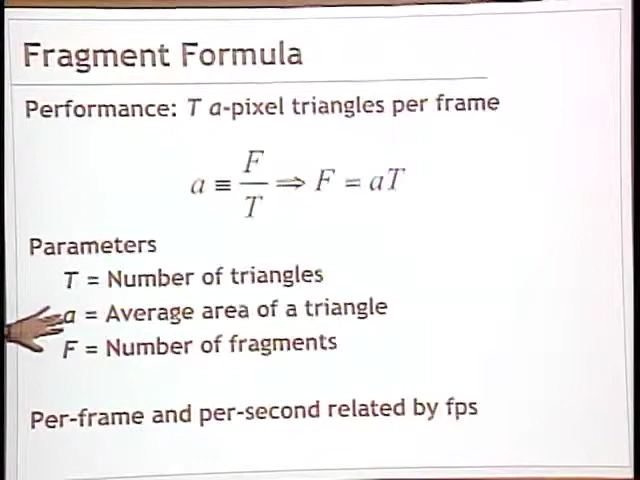 Fragment Formula
Performance: T a-pixel triangles per frame
a ≡ F/T ⇒ F = aT
Parameters
T = Number of triangles
a = Average area of a triangle
F = Number of fragments
Per-frame and per-second related by fps